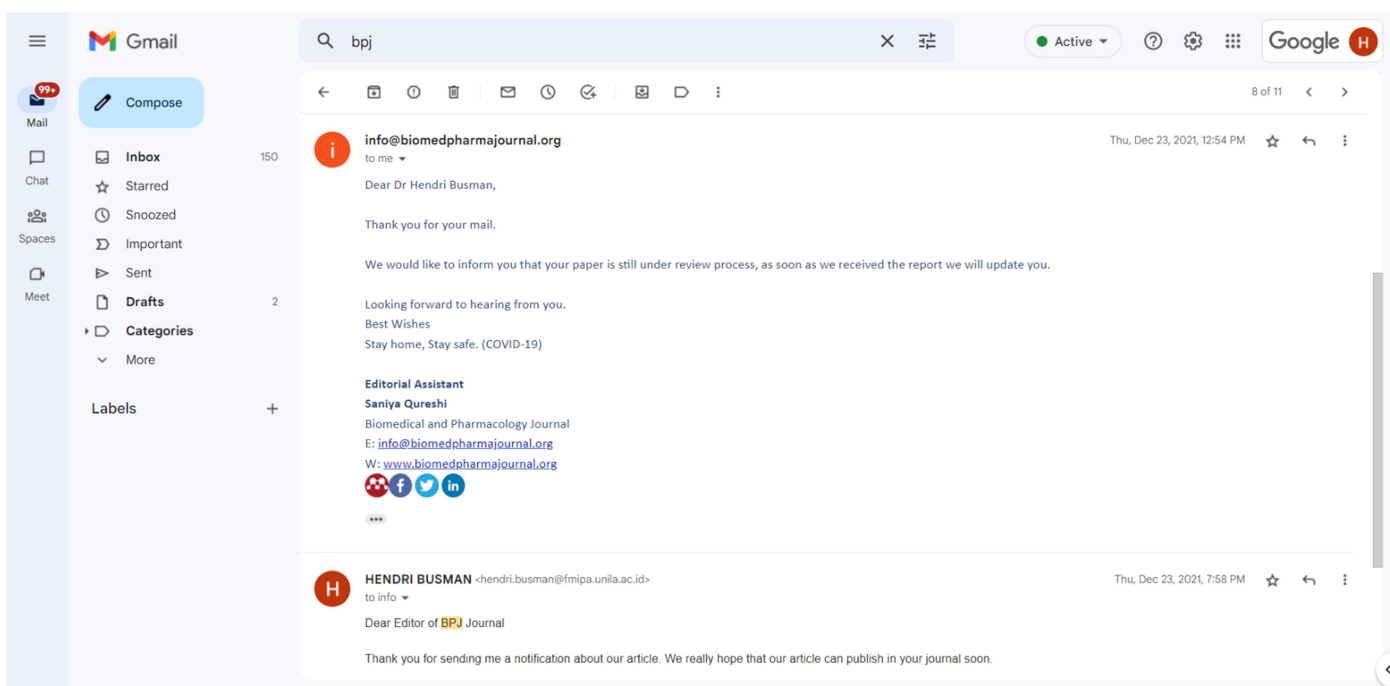 Gmail
bpj
Active
Google
H
99+
Mail
Chat
Spaces
Meet
Compose
Inbox 150
Starred
Snoozed
Important
Sent
Drafts 2
Categories
More
Labels
8 of 11
i
info@biomedpharmajournal.org Thu, Dec 23, 2021, 12:54 PM
to me
Dear Dr Hendri Busman,
Thank you for your mail.
We would like to inform you that your paper is still under review process, as soon as we received the report we will update you.
Looking forward to hearing from you.
Best Wishes
Stay home, Stay safe. (COVID-19)
Editorial Assistant
Saniya Qureshi
Biomedical and Pharmacology Journal
E: info@biomedpharmajournal.org
W: www.biomedpharmajournal.org
f in
H
HENDRI BUSMAN <hendri.busman@fmipa.unila.ac.id> Thu, Dec 23, 2021, 7:58 PM
to info
Dear Editor of BPJ Journal
Thank you for sending me a notification about our article. We really hope that our article can publish in your journal soon.